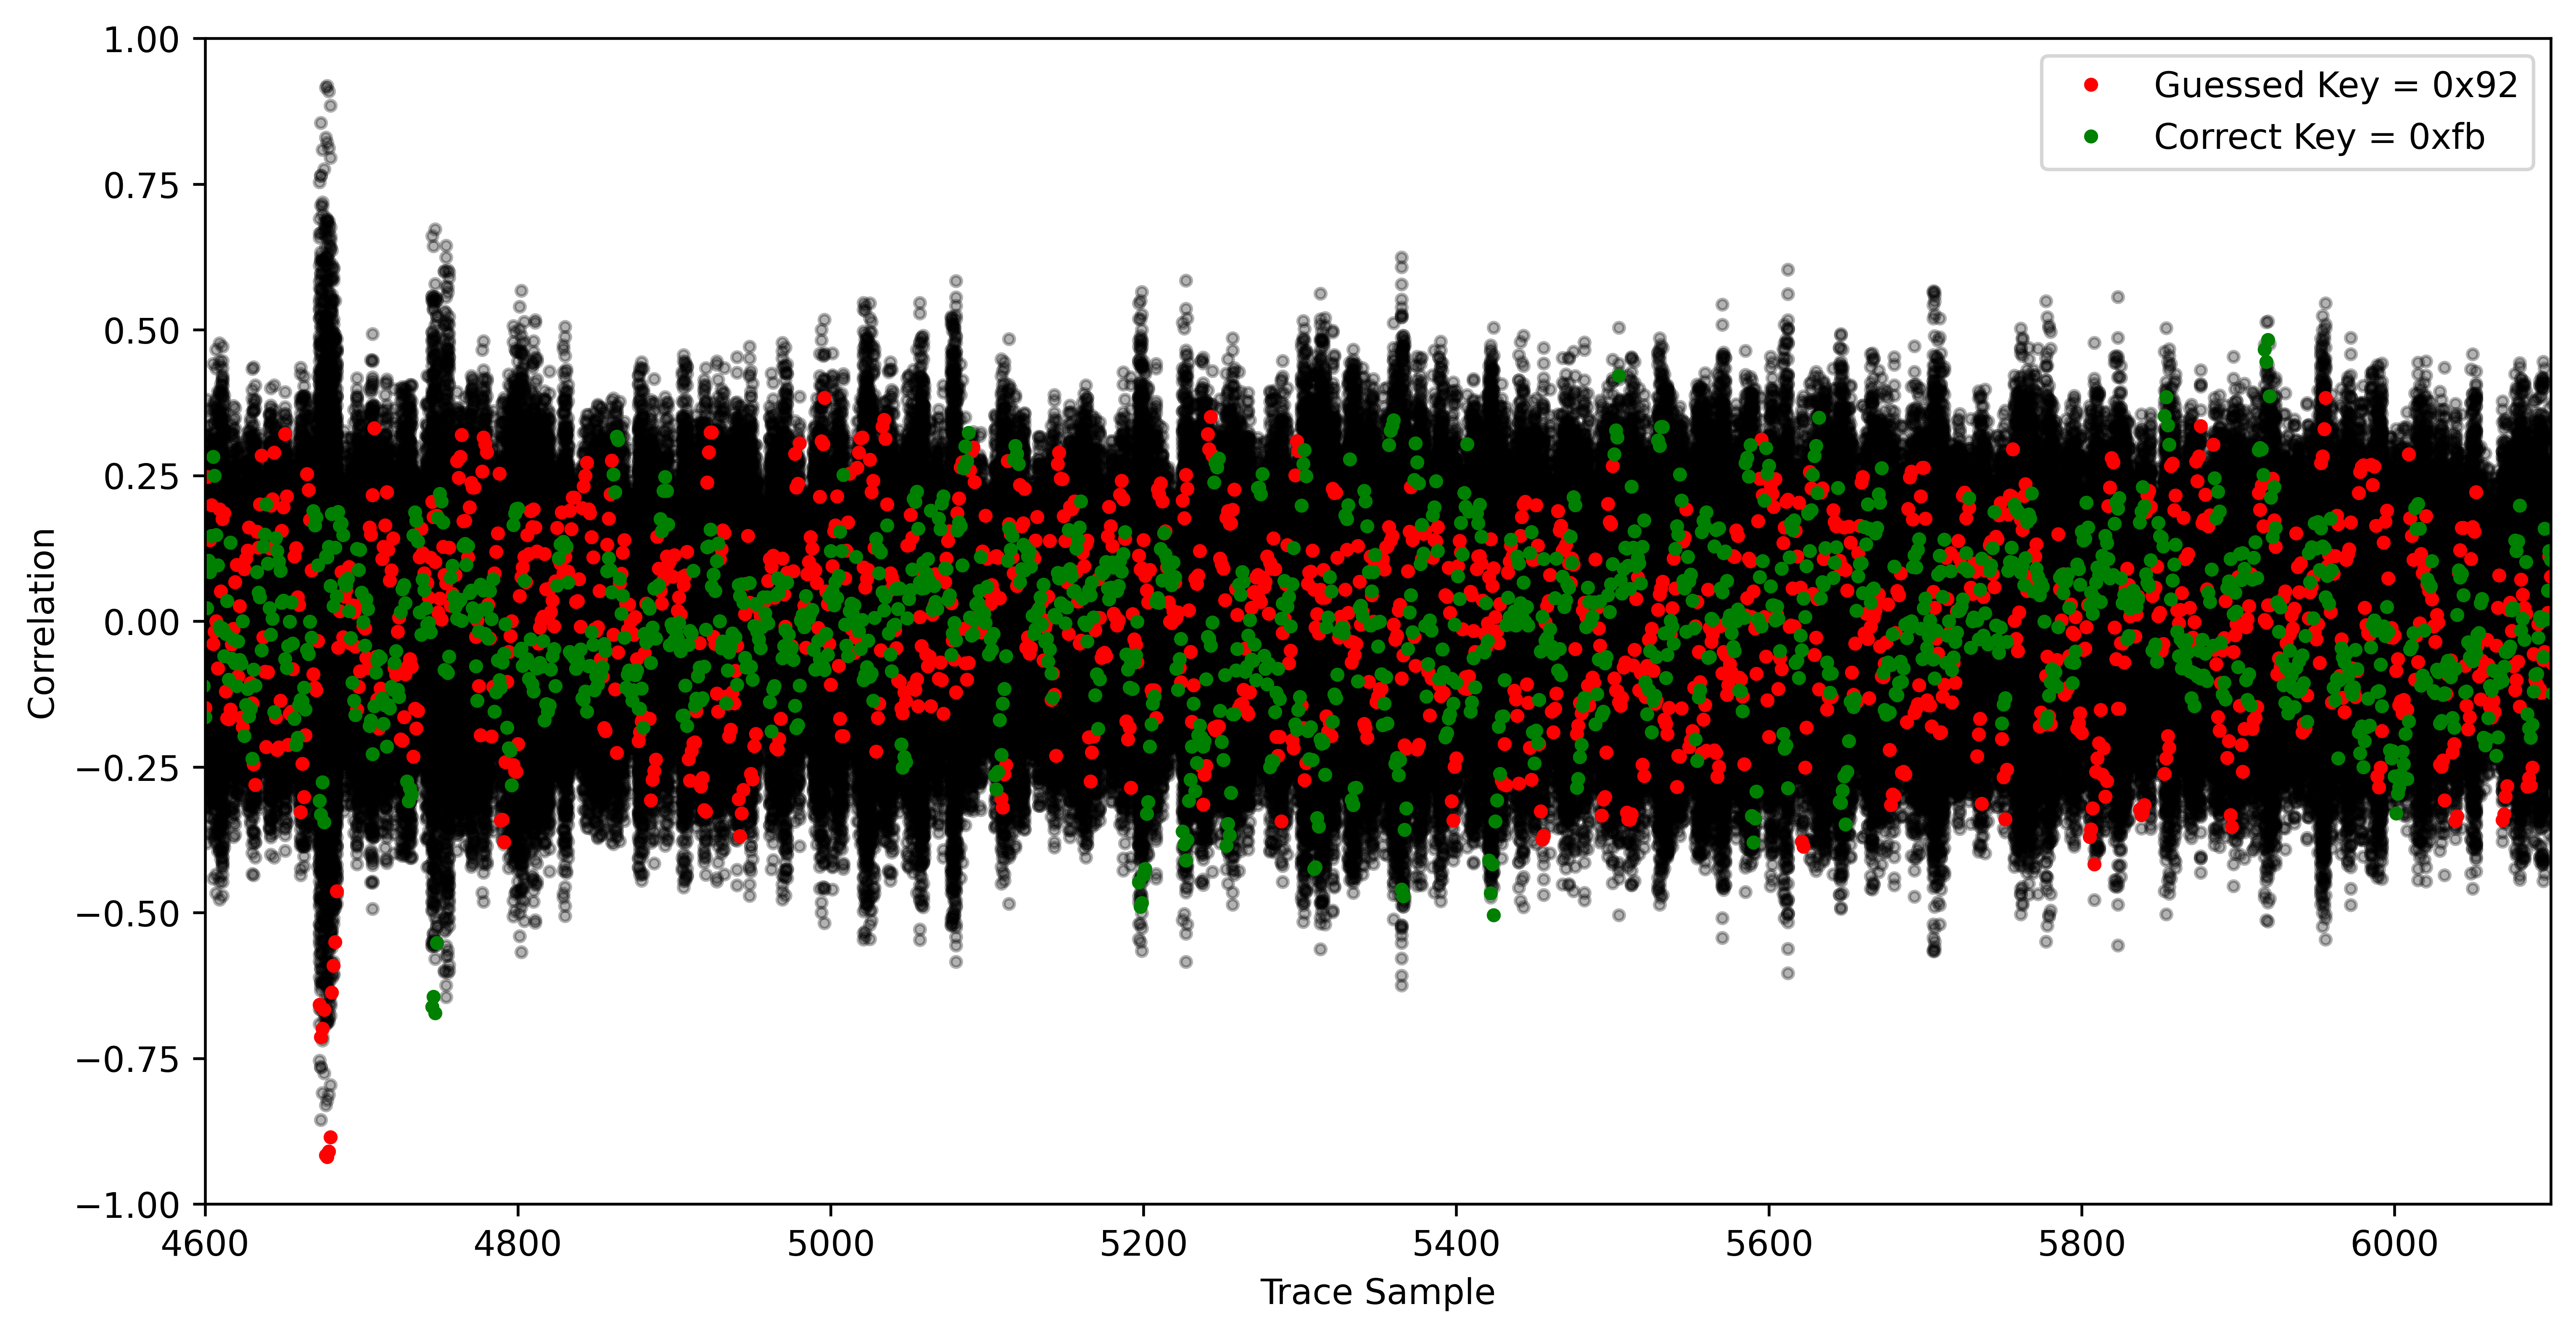 1.00
0.75
0.50
0.25
0.00
−0.25
−0.50
−0.75
−1.00
Correlation
Guessed Key = 0x92
Correct Key = 0xfb
4600 4800 5000 5200 5400 5600 5800 6000
Trace Sample